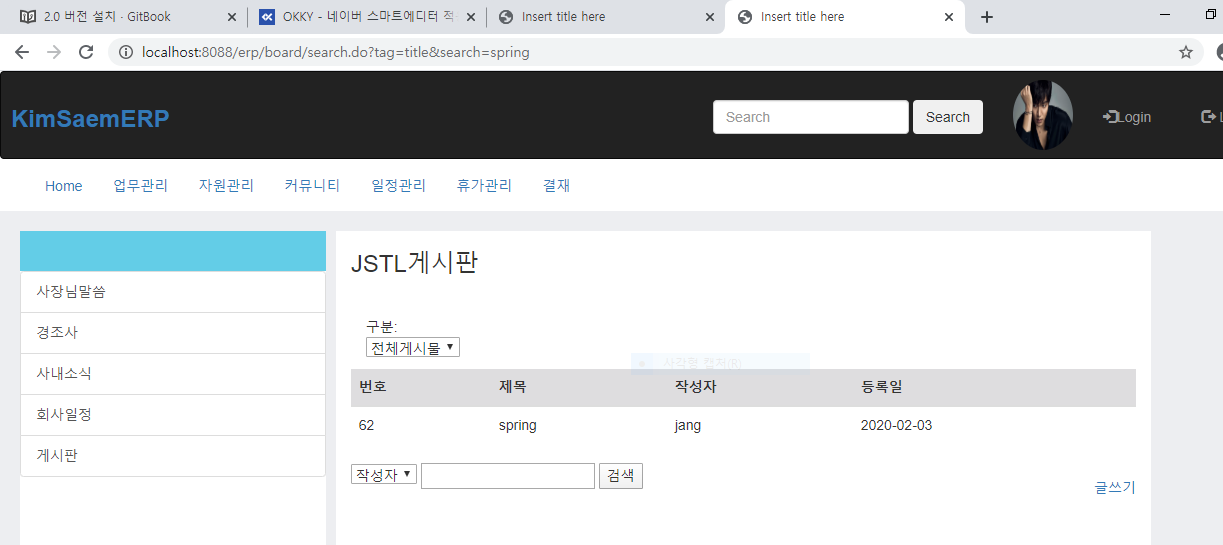 2.0 버전 설치 · GitBook
OKKY - 네이버 스마트에디터 적
Insert title here
Insert title here
localhost:8088/erp/board/search.do?tag=title&search=spring
KimSaemERP
Search
Search
Login
Home 업무관리 자원관리 커뮤니티 일정관리 휴가관리 결재
사장님말씀
경조사
사내소식
회사일정
게시판
JSTL게시판
구분:
전체게시물
사각형 캡처(R)
번호 제목 작성자 등록일
62 spring jang 2020-02-03
작성자 검색
글쓰기